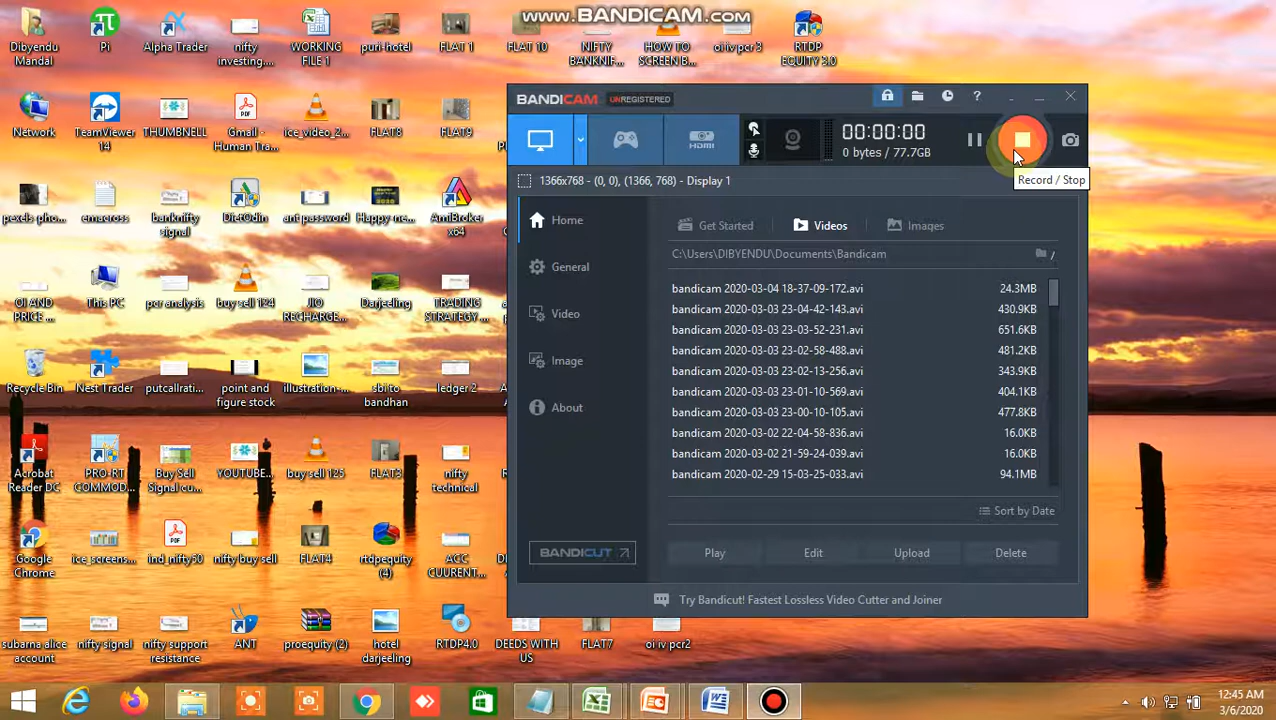 www.BANDICAM.com
Dibyendu
Mandal
Pi
Alpha Trader
nifty
investing....
WORKING
FILE 1
puri-hotel
FLAT 1
FLAT 10
NIFTY
BANKNIF...
HOW TO
SCREEN B...
oi iv pcr 3
RTDP
EQUITY 3.0
Network
TeamViewer
14
THUMBNELL
Gmail -
Human Tra...
ice_video_2...
FLAT8
FLAT9
pexels-pho...
emacross
banknifty
signal
DietOdin
ant password
Happy-ne...
AmiBroker
x64
OI AND
PRICE ...
This PC
pcr analysis
buy sell 194
JIO
RECHARGE...
Darjeeling
TRADING
STRATEGY ...
Recycle Bin
Nest Trader
putcallrati...
point and
figure stock
illustration-...
sbi to
bandhan
ledger 2
Acrobat
Reader DC
PRO-RT
COMMOD...
Buy Sell
Signal cu...
YOUTUBE...
buy sell 125
FLAT3
nifty
technical
Google
Chrome
ice_screens...
ind_nifty50
nifty buy sell
FLAT4
rtdpequity
(4)
ACC
CUURENT...
subarna alice
account
nifty signal
nifty support
resistance
ANT
proequity (2)
hotel
darjeeling
RTDP4.0
DEEDS WITH
US
FLAT7
oi iv pcr2
BANDICAM UNREGISTERED
?
HDMI
00:00:00
0 bytes / 77.7GB
Record / Stop
1366x768 - (0, 0), (1366, 768) - Display 1
Home
General
Video
Image
About
BANDICUT
Get Started
Videos
Images
C:\Users\DIBYENDU\Documents\Bandicam
bandicam 2020-03-04 18-37-09-172.avi 24.3MB
bandicam 2020-03-03 23-04-42-143.avi 430.9KB
bandicam 2020-03-03 23-03-52-231.avi 651.6KB
bandicam 2020-03-03 23-02-58-488.avi 481.2KB
bandicam 2020-03-03 23-02-13-256.avi 343.9KB
bandicam 2020-03-03 23-01-10-569.avi 404.1KB
bandicam 2020-03-03 23-00-10-105.avi 477.8KB
bandicam 2020-03-02 22-04-58-836.avi 16.0KB
bandicam 2020-03-02 21-59-24-039.avi 16.0KB
bandicam 2020-02-29 15-03-25-033.avi 94.1MB
Sort by Date
Play Edit Upload Delete
Try Bandicut! Fastest Lossless Video Cutter and Joiner
12:45 AM
3/6/2020